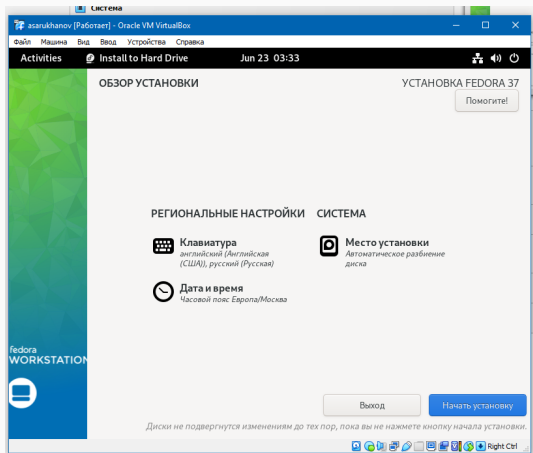 Система
asarukhanov [Работает] - Oracle VM VirtualBox
Файл Машина Вид Ввод Устройства Справка
Activities Install to Hard Drive Jun 23 03:33
ОБЗОР УСТАНОВКИ
УСТАНОВКА FEDORA 37
Помогите!
РЕГИОНАЛЬНЫЕ НАСТРОЙКИ
СИСТЕМА
Клавиатура
английский (Английская
(США)), русский (Русская)
Место установки
Автоматическое разбиение
диска
Дата и время
Часовой пояс Европа/Москва
fedora
WORKSTATION
Выход
Начать установку
Диски не подвергнутся изменениям до тех пор, пока вы не нажмете кнопку начала установки.
Right Ctrl